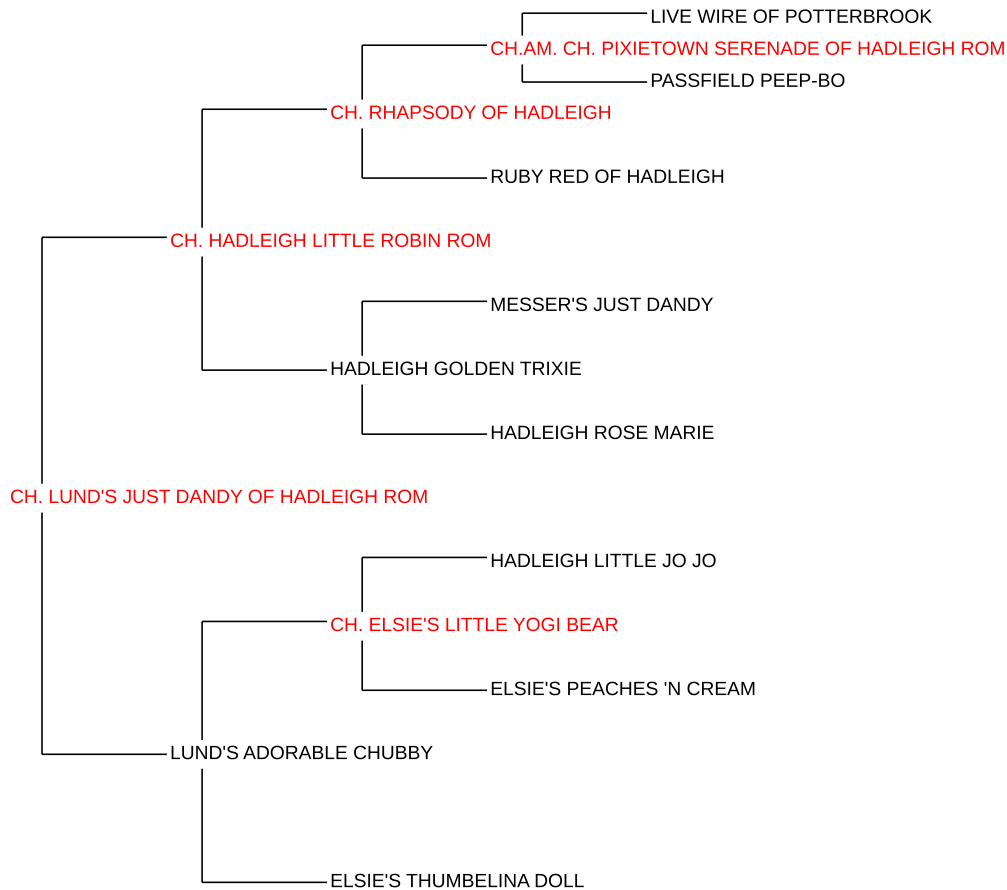 LIVE WIRE OF POTTERBROOK
CH.AM. CH. PIXIETOWN SERENADE OF HADLEIGH ROM
PASSFIELD PEEP-BO
CH. RHAPSODY OF HADLEIGH
RUBY RED OF HADLEIGH
CH. HADLEIGH LITTLE ROBIN ROM
MESSER'S JUST DANDY
HADLEIGH GOLDEN TRIXIE
HADLEIGH ROSE MARIE
CH. LUND'S JUST DANDY OF HADLEIGH ROM
HADLEIGH LITTLE JO JO
CH. ELSIE'S LITTLE YOGI BEAR
ELSIE'S PEACHES 'N CREAM
LUND'S ADORABLE CHUBBY
ELSIE'S THUMBELINA DOLL